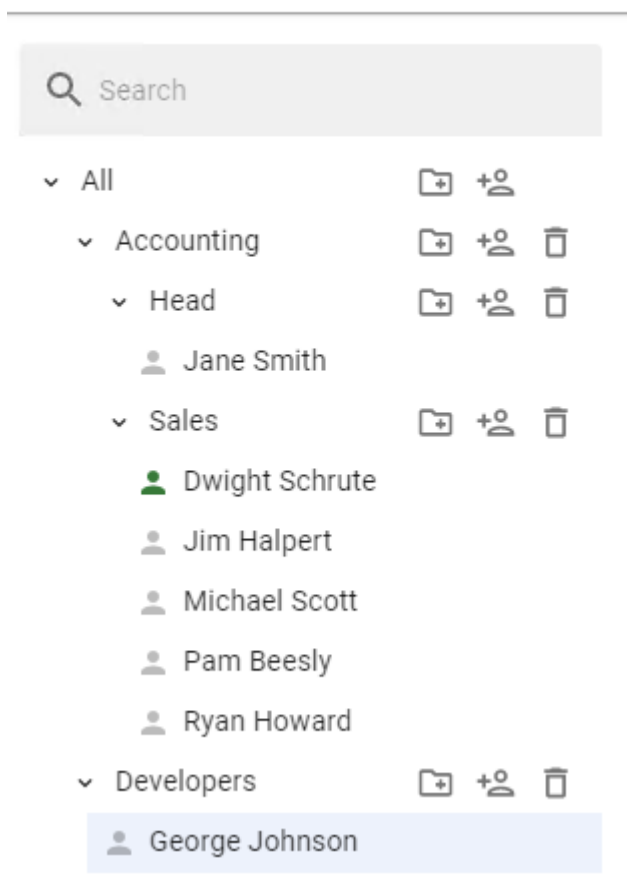 Search
All
Accounting
Head
Jane Smith
Sales
Dwight Schrute
Jim Halpert
Michael Scott
Pam Beesly
Ryan Howard
Developers
George Johnson